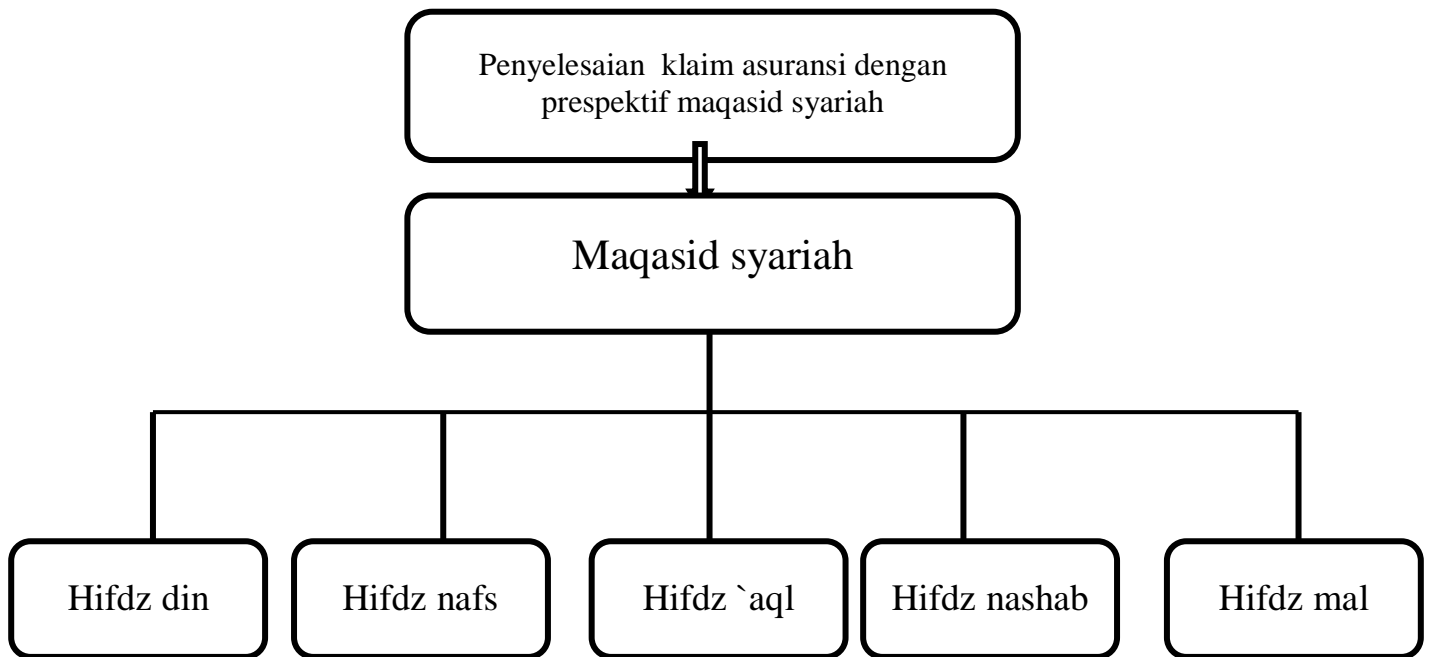 Penyelesaian klaim asuransi dengan
prespektif maqasid syariah
Maqasid syariah
Hifdz din
Hifdz nafs
Hifdz `aql
Hifdz nashab
Hifdz mal